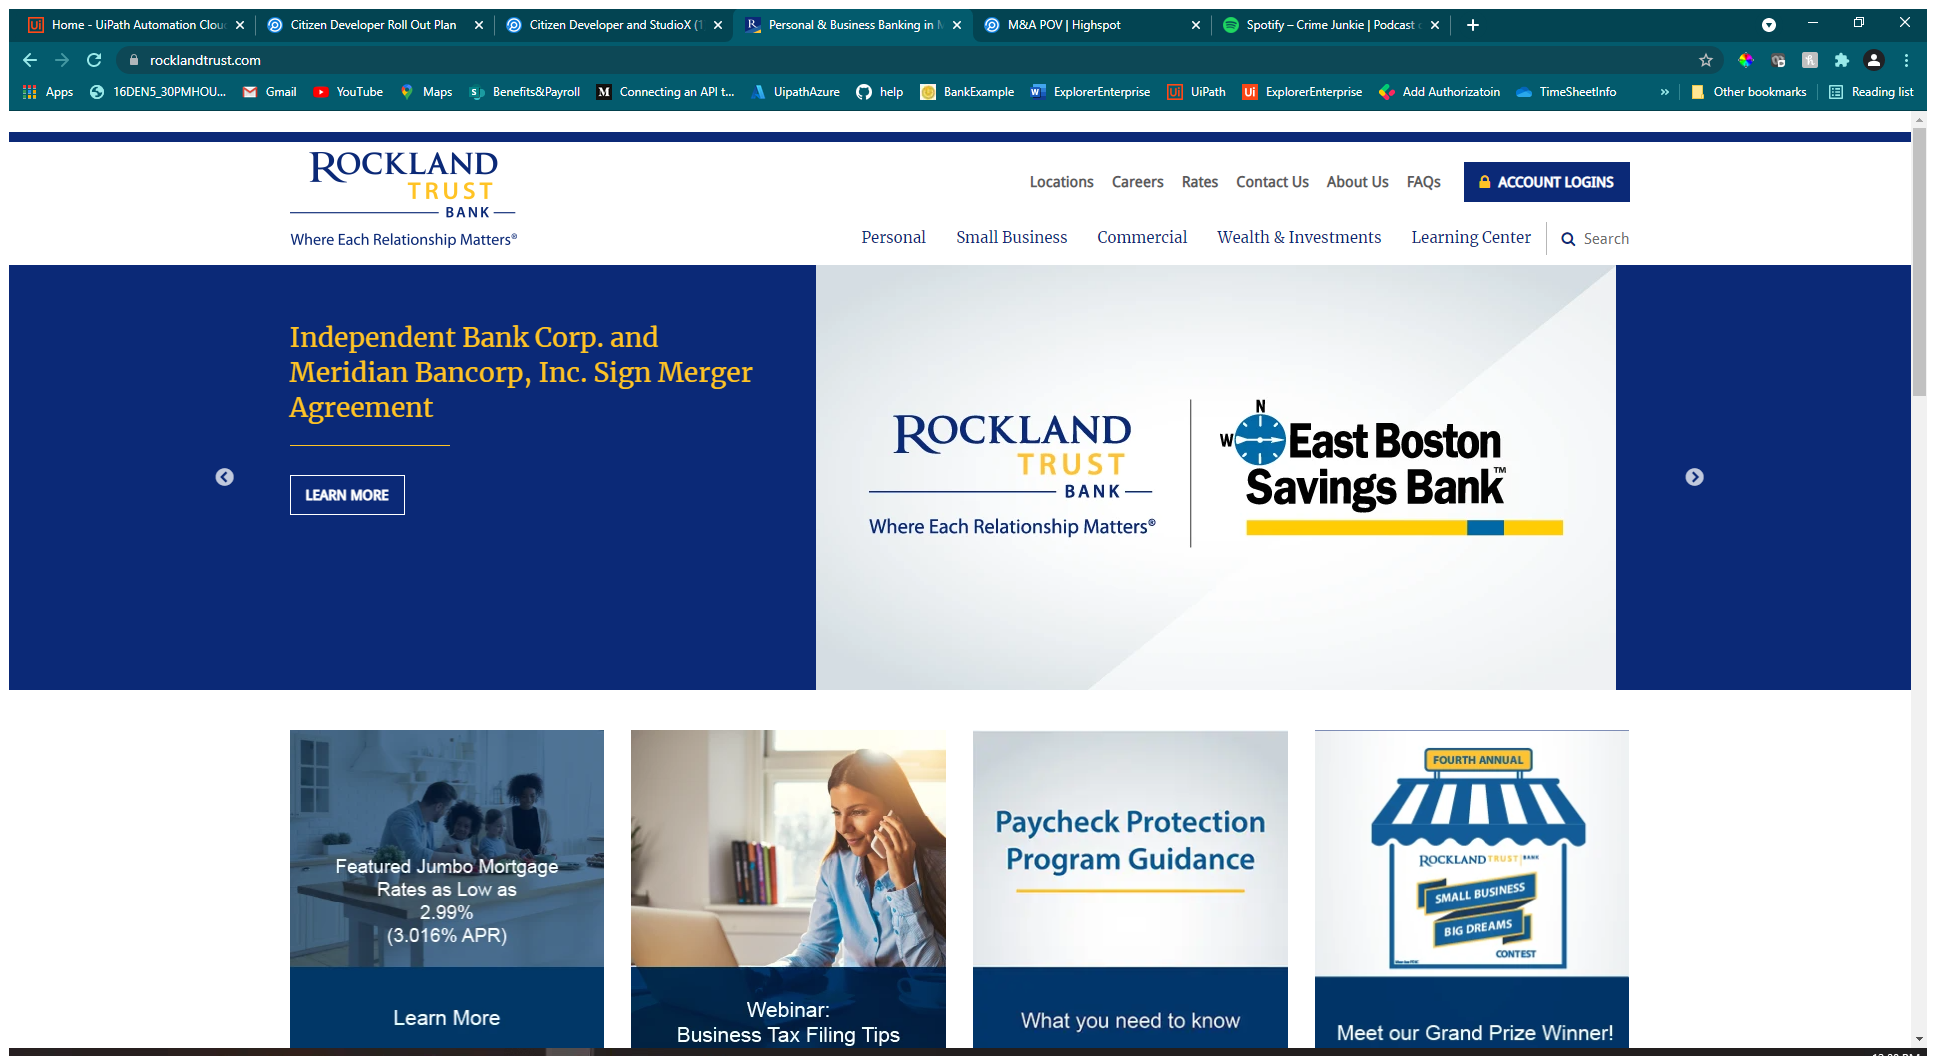 Home - UiPath Automation Clou
Citizen Developer Roll Out Plan
Citizen Developer and StudioX (1
Personal & Business Banking in
M&A POV | Highspot
Spotify – Crime Junkie | Podcast
rocklandtrust.com
Apps
16DEN5_30PMHOU...
Gmail
YouTube
Maps
Benefits&Payroll
Connecting an API t...
UipathAzure
help
BankExample
ExplorerEnterprise
UiPath
ExplorerEnterprise
Add Authorizatoin
TimeSheetInfo
»
Other bookmarks
Reading list
ROCKLAND
TRUST
BANK
Where Each Relationship Matters®
Locations Careers Rates Contact Us About Us FAQs
ACCOUNT LOGINS
Personal Small Business Commercial Wealth & Investments Learning Center
Search
Independent Bank Corp. and
Meridian Bancorp, Inc. Sign Merger
Agreement
LEARN MORE
ROCKLAND
TRUST
BANK
Where Each Relationship Matters®
N
W
East Boston
Savings Bank™
Featured Jumbo Mortgage
Rates as Low as
2.99%
(3.016% APR)
Learn More
Webinar:
Business Tax Filing Tips
Paycheck Protection
Program Guidance
What you need to know
FOURTH ANNUAL
ROCKLAND TRUST BANK
SMALL BUSINESS
BIG DREAMS
CONTEST
Meet our Grand Prize Winner!